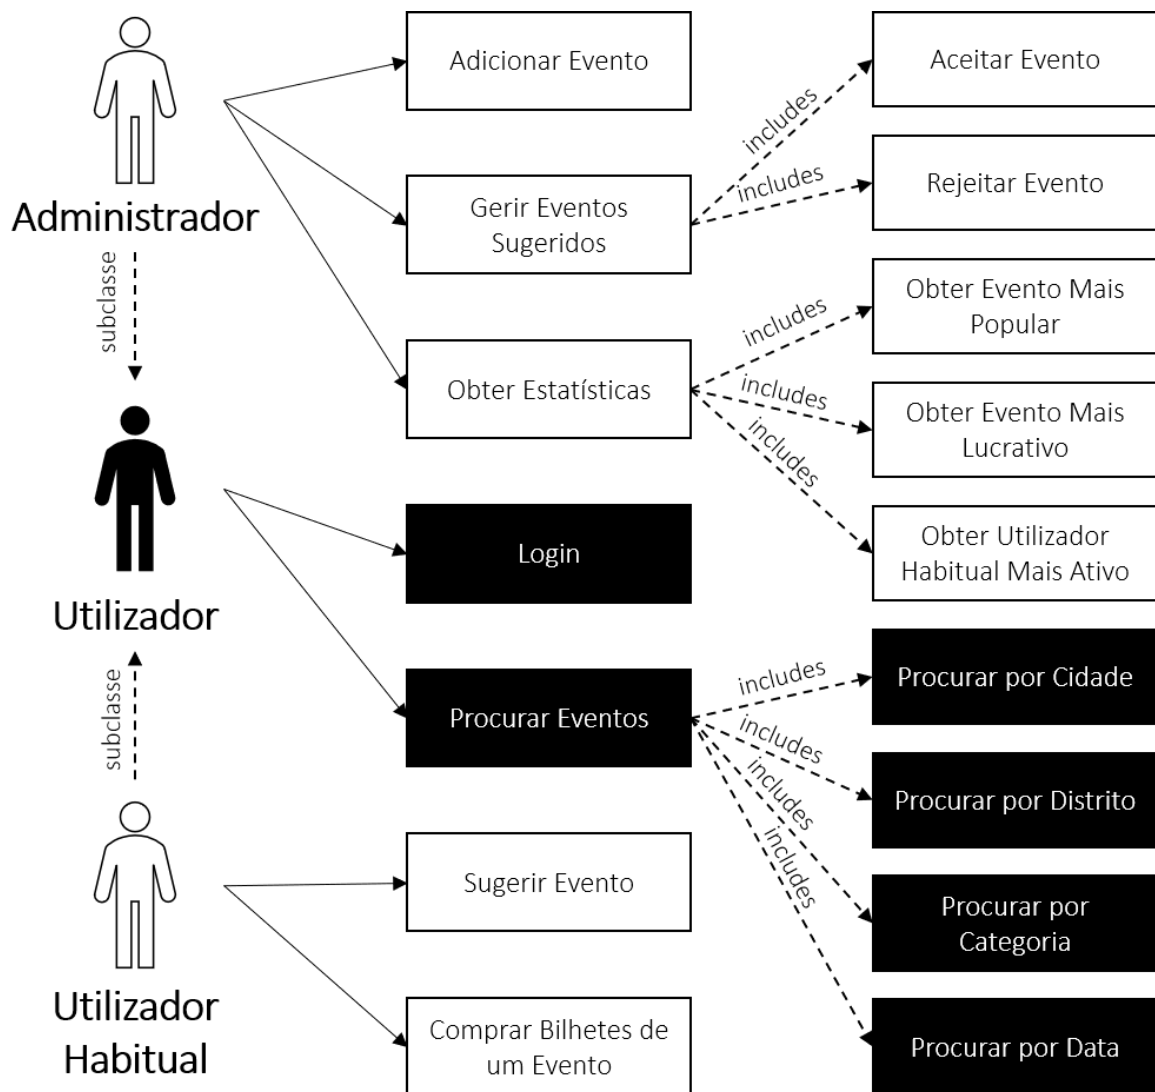 Administrador
subclasse
Utilizador
subclasse
Utilizador
Habitual
Adicionar Evento
Gerir Eventos
Sugeridos
Obter Estatísticas
Login
Procurar Eventos
Sugerir Evento
Comprar Bilhetes de
um Evento
includes
includes
includes
includes
includes
includes
includes
includes
includes
Aceitar Evento
Rejeitar Evento
Obter Evento Mais
Popular
Obter Evento Mais
Lucrativo
Obter Utilizador
Habitual Mais Ativo
Procurar por Cidade
Procurar por Distrito
Procurar por
Categoria
Procurar por Data